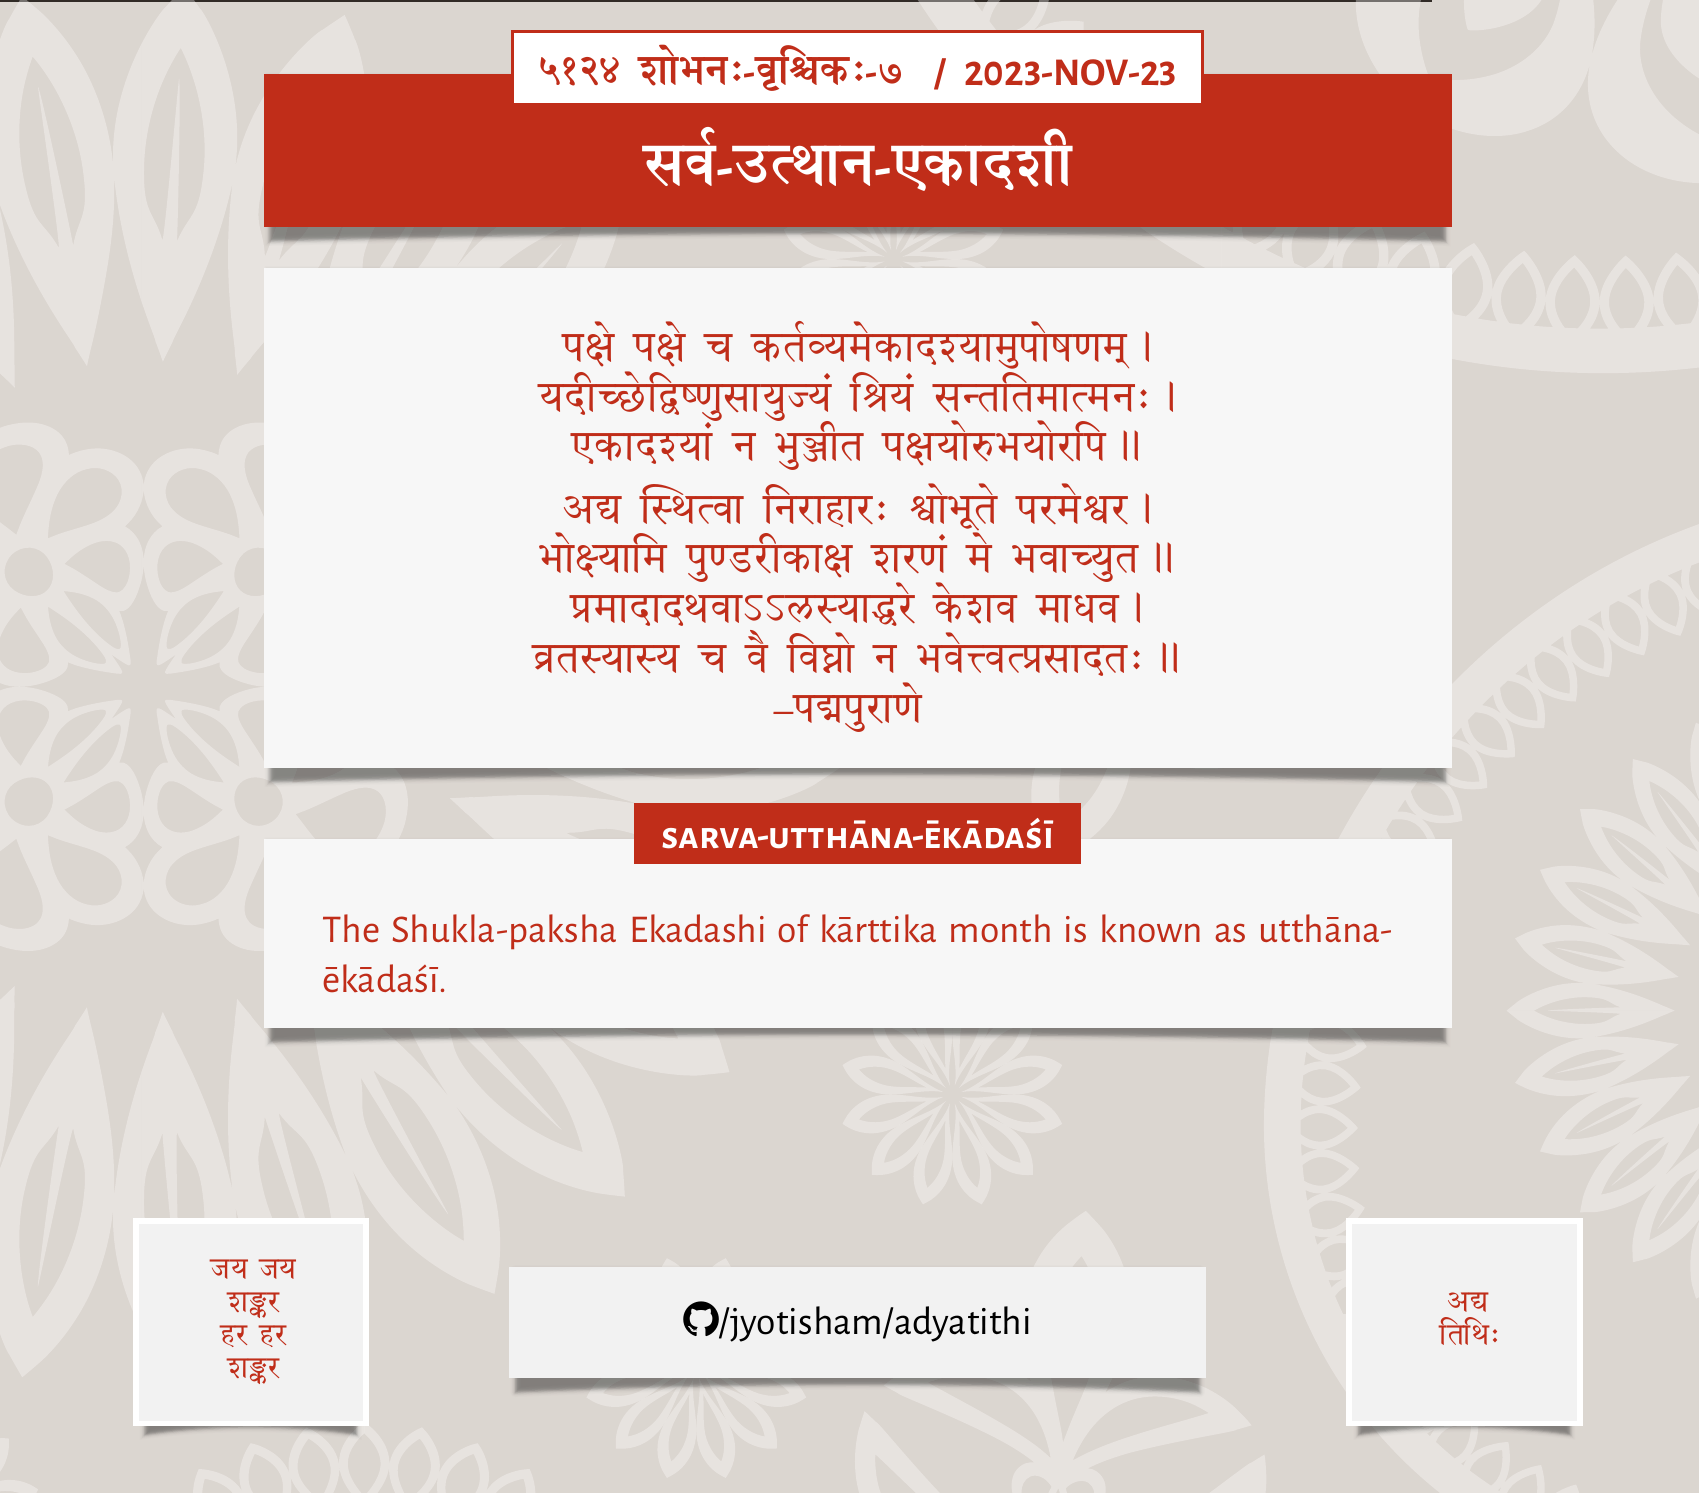 ५१२४ शोभनः-वृश्चिकः-७ / 2023-NOV-23
सर्व-उत्थान-एकादशी
पक्षे पक्षे च कर्तव्यमेकादश्यामुपोषणम् ।
यदीच्छेद्विष्णुसायुज्यं श्रियं सन्ततिमात्मनः ।
एकादश्यां न भुञ्जीत पक्षयोरुभयोरपि ॥
अद्य स्थित्वा निराहारः श्वोभूते परमेश्वर ।
भोक्ष्यामि पुण्डरीकाक्ष शरणं मे भवाच्युत ॥
प्रमादादथवाऽऽलस्याद्धरे केशव माधव ।
व्रतस्यास्य च वै विघ्नो न भवेत्त्वत्प्रसादतः ॥
–पद्मपुराणे
SARVA-UTTHĀNA-ĒKĀDAŚĪ
The Shukla-paksha Ekadashi of kārttika month is known as utthāna-
ēkādaśī.
जय जय
शङ्कर
हर हर
शङ्कर
/jyotisham/adyatithi
अद्य
तिथिः